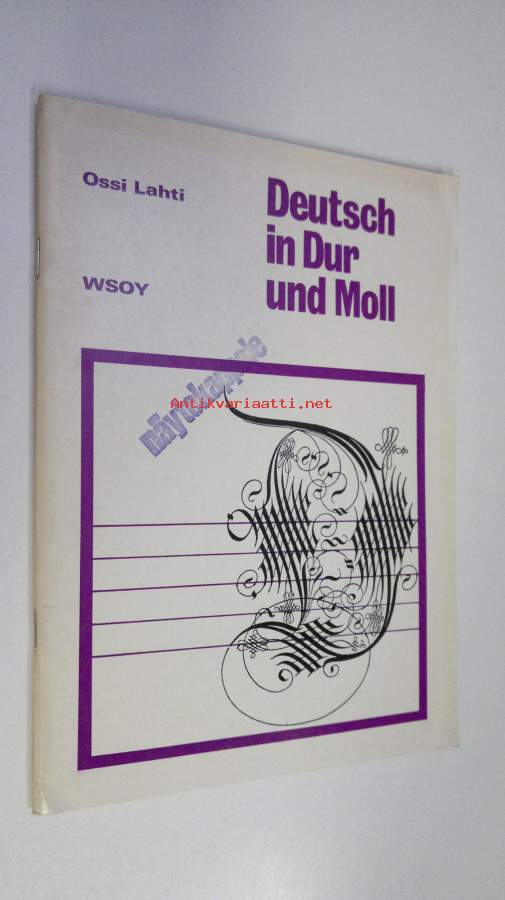 Ossi Lahti
WSOY
Deutsch
in Dur
und Moll
näytekappale
Antikvariaatti.net